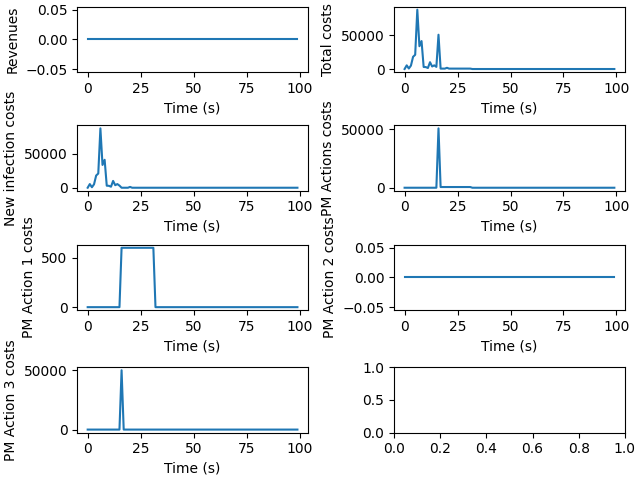 Revenues
0.05
0.00
−0.05
0 25 50 75 100
Time (s)
Total costs
50000
0
0 25 50 75 100
Time (s)
New infection costs
50000
0
0 25 50 75 100
Time (s)
PM Actions costs
50000
0
0 25 50 75 100
Time (s)
PM Action 1 costs
500
0
0 25 50 75 100
Time (s)
PM Action 2 costs
0.05
0.00
−0.05
0 25 50 75 100
Time (s)
PM Action 3 costs
50000
0
0 25 50 75 100
Time (s)
1.0
0.5
0.0
0.0 0.2 0.4 0.6 0.8 1.0